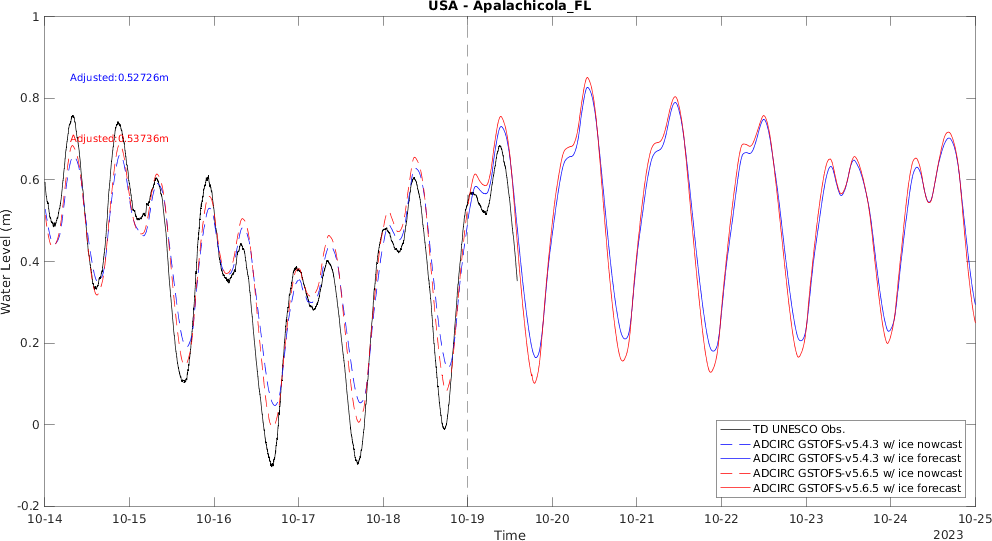 USA - Apalachicola_FL
1
0.8
0.6
0.4
0.2
0
-0.2
Water Level (m)
Adjusted:0.52726m
Adjusted:0.53736m
TD UNESCO Obs.
ADCIRC GSTOFS-v5.4.3 w/ ice nowcast
ADCIRC GSTOFS-v5.4.3 w/ ice forecast
ADCIRC GSTOFS-v5.6.5 w/ ice nowcast
ADCIRC GSTOFS-v5.6.5 w/ ice forecast
10-14 10-15 10-16 10-17 10-18 10-19 10-20 10-21 10-22 10-23 10-24 10-25
Time
2023